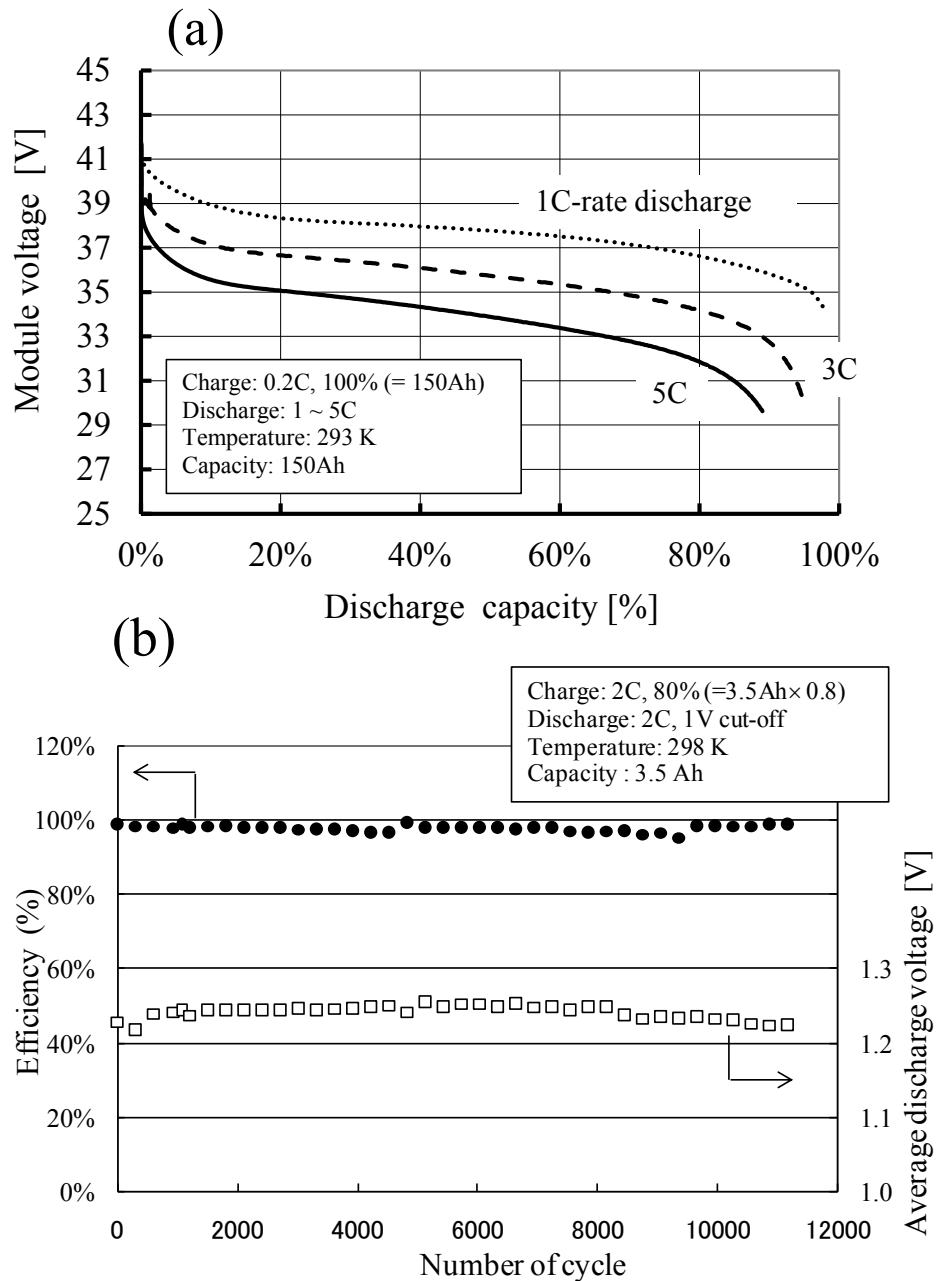 (a)
45
43
41
39
37
35
33
31
29
27
25
Module voltage [V]
1C-rate discharge
3C
5C
Charge: 0.2C, 100% (= 150Ah)
Discharge: 1 ~ 5C
Temperature: 293 K
Capacity: 150Ah
0% 20% 40% 60% 80% 100%
Discharge capacity [%]
(b)
Charge: 2C, 80% (=3.5Ah× 0.8)
Discharge: 2C, 1V cut-off
Temperature: 298 K
Capacity : 3.5 Ah
120%
100%
80%
60%
40%
20%
0%
Efficiency (%)
1.3
1.2
1.1
1.0
Average discharge voltage [V]
0 2000 4000 6000 8000 10000 12000
Number of cycle